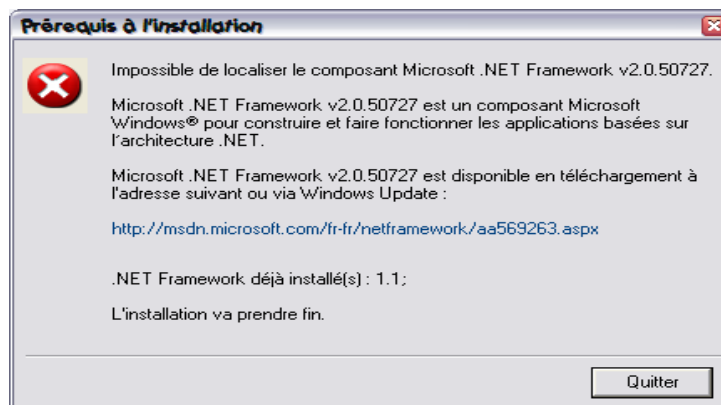 Prérequis à l'installation
Impossible de localiser le composant Microsoft .NET Framework v2.0.50727.
Microsoft .NET Framework v2.0.50727 est un composant Microsoft
Windows® pour construire et faire fonctionner les applications basées sur
l'architecture .NET.
Microsoft .NET Framework v2.0.50727 est disponible en téléchargement à
l'adresse suivant ou via Windows Update :
http://msdn.microsoft.com/fr-fr/netframework/aa569263.aspx
.NET Framework déjà installé(s) : 1.1;
L'installation va prendre fin.
Quitter